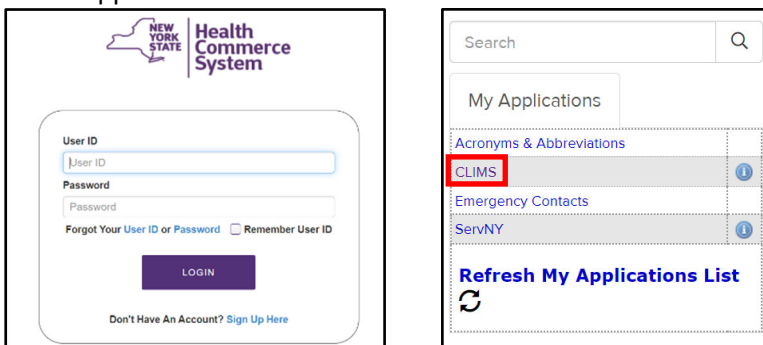 NEW
YORK
STATE
Health
Commerce
System
User ID
User ID
Password
Password
Forgot Your User ID or Password Remember User ID
LOGIN
Don't Have An Account? Sign Up Here
Search
My Applications
Acronyms & Abbreviations
CLIMS
Emergency Contacts
ServNY
Refresh My Applications List